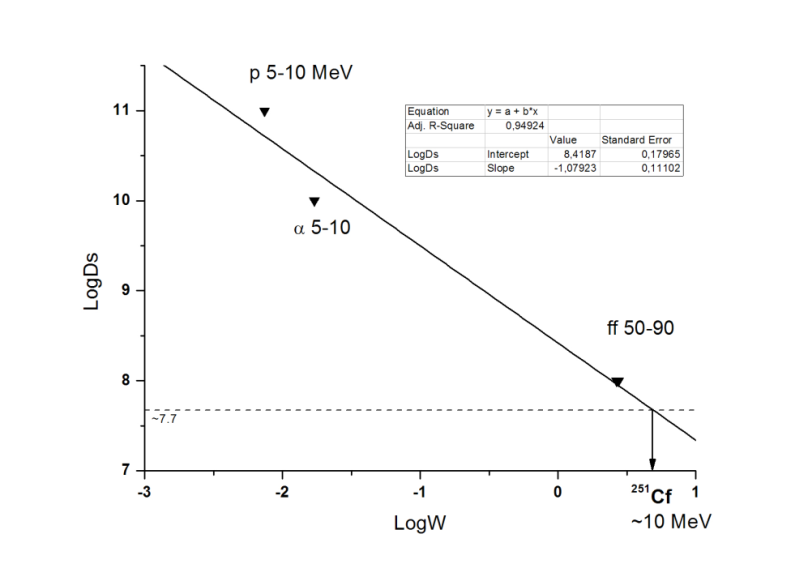 p 5-10 MeV
11
Equation y = a + b*x
Adj. R-Square 0,94924
Value Standard Error
LogDs Intercept 8,4187 0,17965
LogDs Slope -1,07923 0,11102
10
α 5-10
LogDs
9
ff 50-90
8
~7.7
7
-3 -2 -1 0 1
251Cf
LogW
~10 MeV